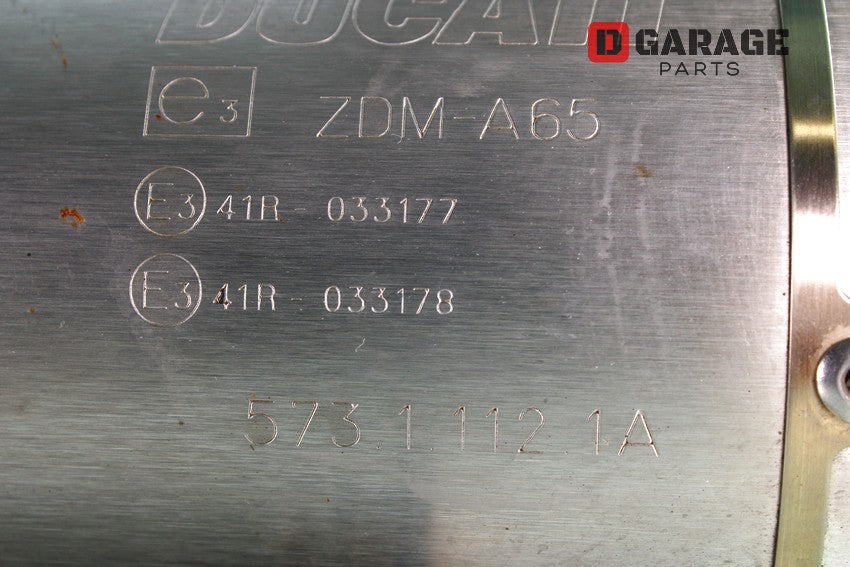 DUCATI
D GARAGE
PARTS
e3 ZDM-A65
E3 41R - 033177
E3 41R - 033178
573 1 112 1A